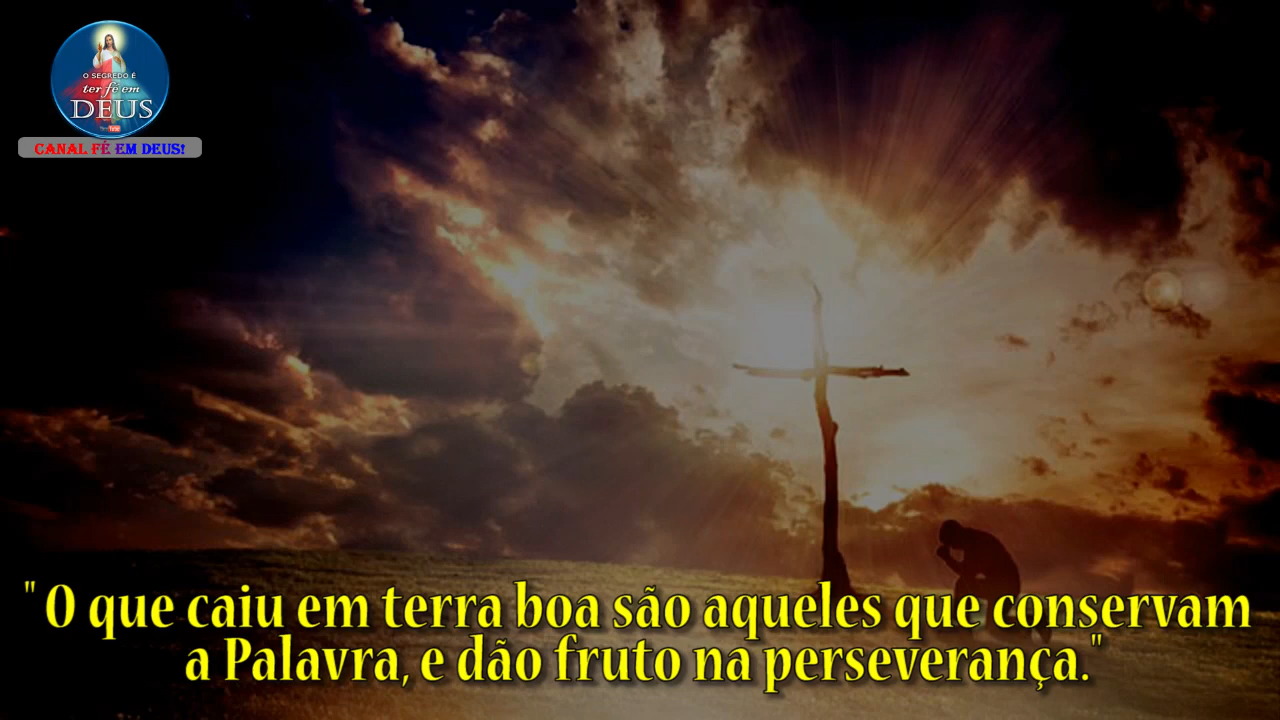 O SEGREDO É
ter fé em
DEUS
CANAL FÉ EM DEUS!
" O que caiu em terra boa são aqueles que conservam
a Palavra, e dão fruto na perseverança."